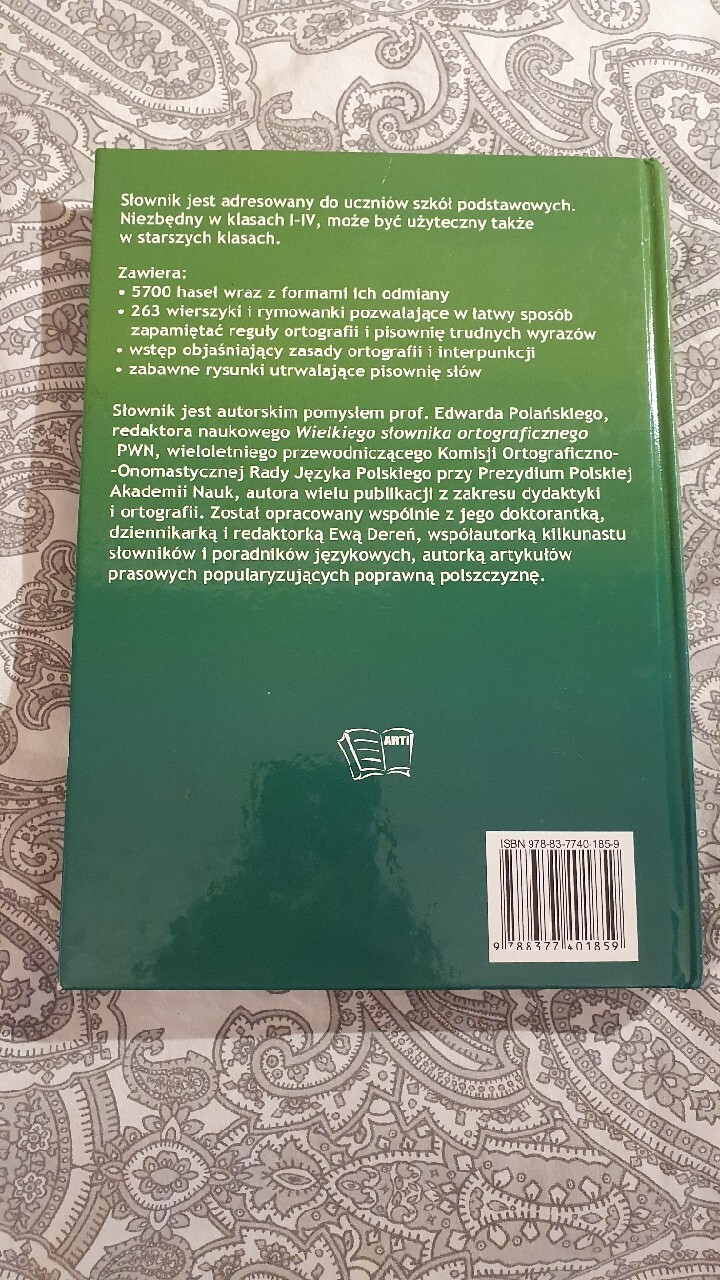 Słownik jest adresowany do uczniów szkół podstawowych.
Niezbędny w klasach I-IV, może być użyteczny także
w starszych klasach.
Zawiera:
• 5700 haseł wraz z formami ich odmiany
• 263 wierszyki i rymowanki pozwalające w łatwy sposób
zapamiętać reguły ortografii i pisownię trudnych wyrazów
• wstęp objaśniający zasady ortografii i interpunkcji
• zabawne rysunki utrwalające pisownię słów
Słownik jest autorskim pomysłem prof. Edwarda Polańskiego,
redaktora naukowego Wielkiego słownika ortograficznego
PWN, wieloletniego przewodniczącego Komisji Ortograficzno-
-Onomastycznej Rady Języka Polskiego przy Prezydium Polskiej
Akademii Nauk, autora wielu publikacji z zakresu dydaktyki
i ortografii. Został opracowany wspólnie z jego doktorantką,
dziennikarką i redaktorką Ewą Dereń, współautorką kilkunastu
słowników i poradników językowych, autorką artykułów
prasowych popularyzujących poprawną polszczyznę.
ARTI
ISBN 978-83-7740-185-9
9 788377 401859